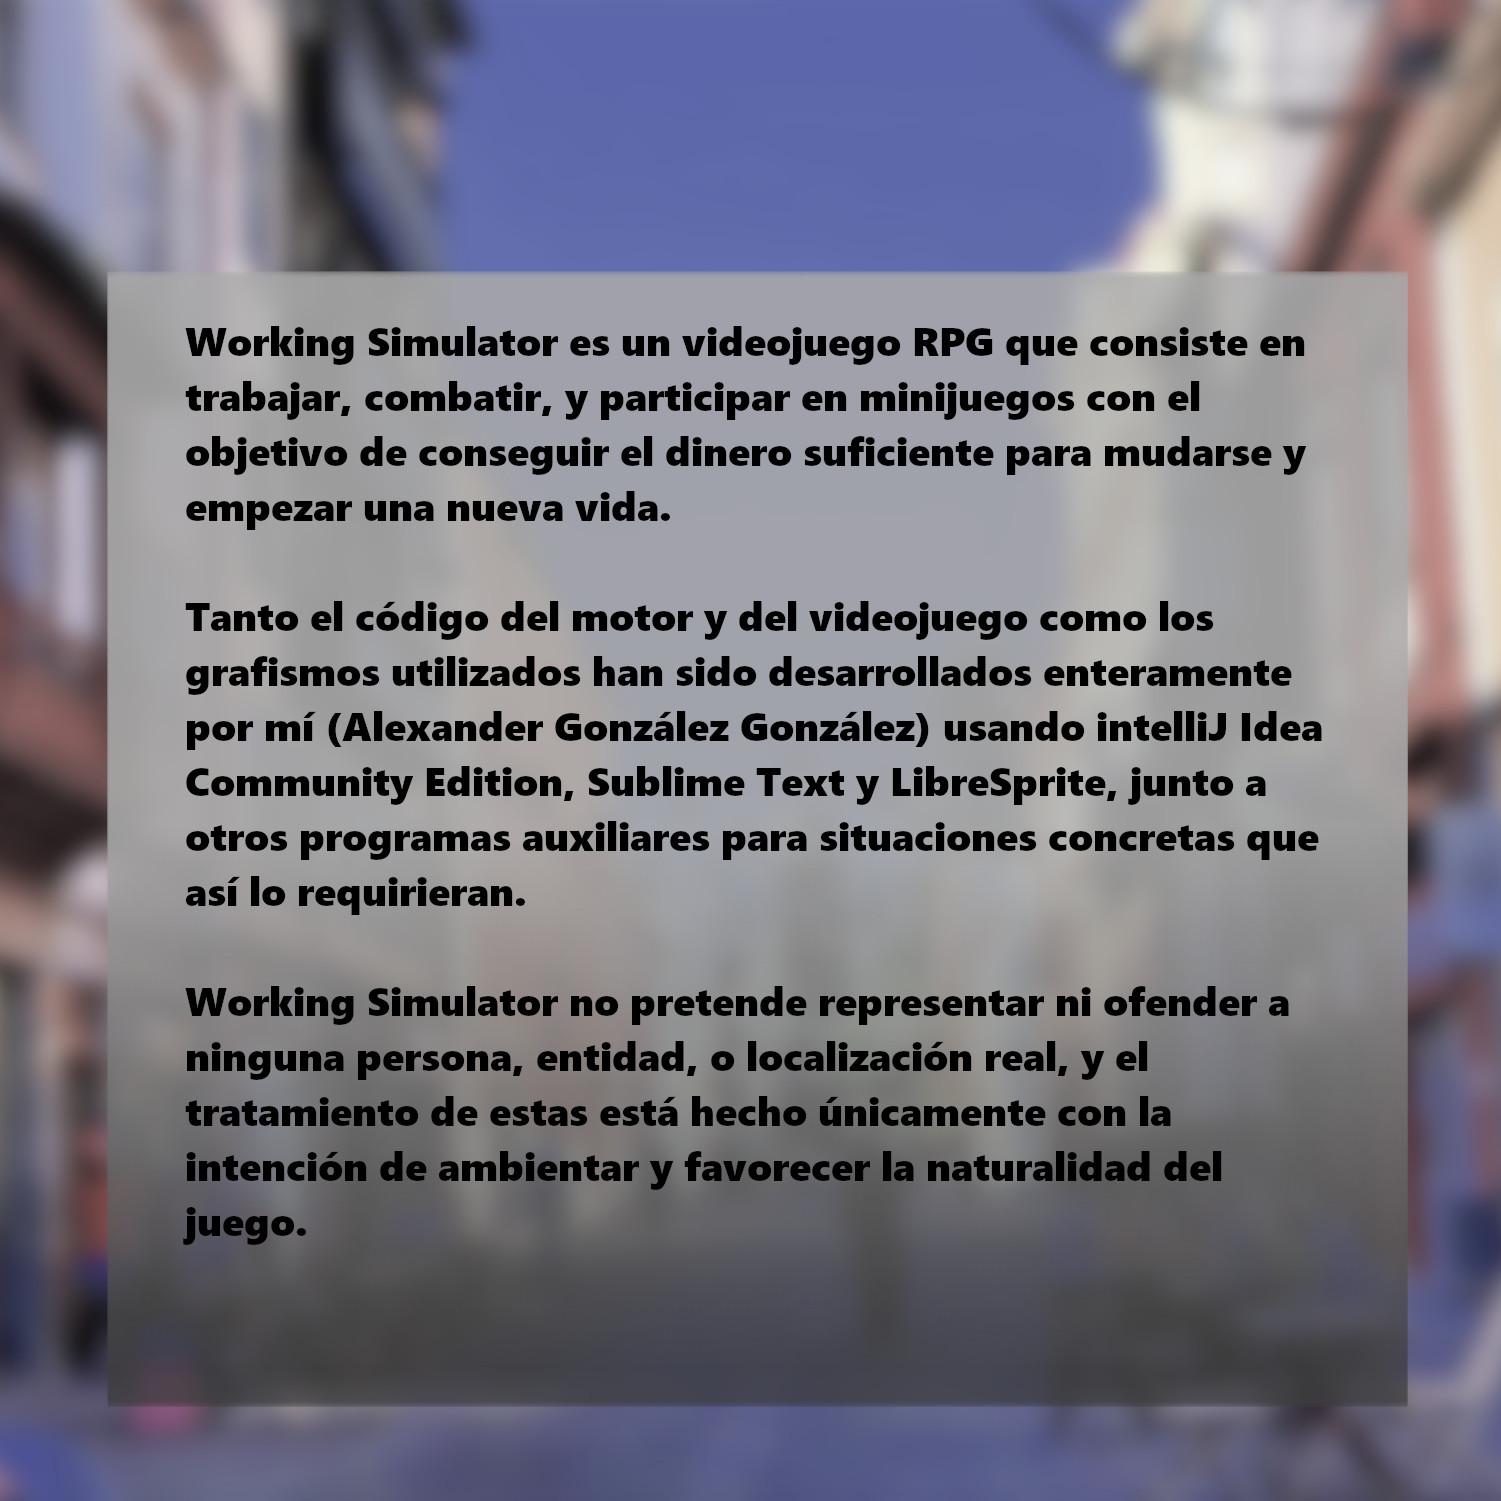 Working Simulator es un videojuego RPG que consiste en
trabajar, combatir, y participar en minijuegos con el
objetivo de conseguir el dinero suficiente para mudarse y
empezar una nueva vida.
Tanto el código del motor y del videojuego como los
grafismos utilizados han sido desarrollados enteramente
por mí (Alexander González González) usando intelliJ Idea
Community Edition, Sublime Text y LibreSprite, junto a
otros programas auxiliares para situaciones concretas que
así lo requirieran.
Working Simulator no pretende representar ni ofender a
ninguna persona, entidad, o localización real, y el
tratamiento de estas está hecho únicamente con la
intención de ambientar y favorecer la naturalidad del
juego.